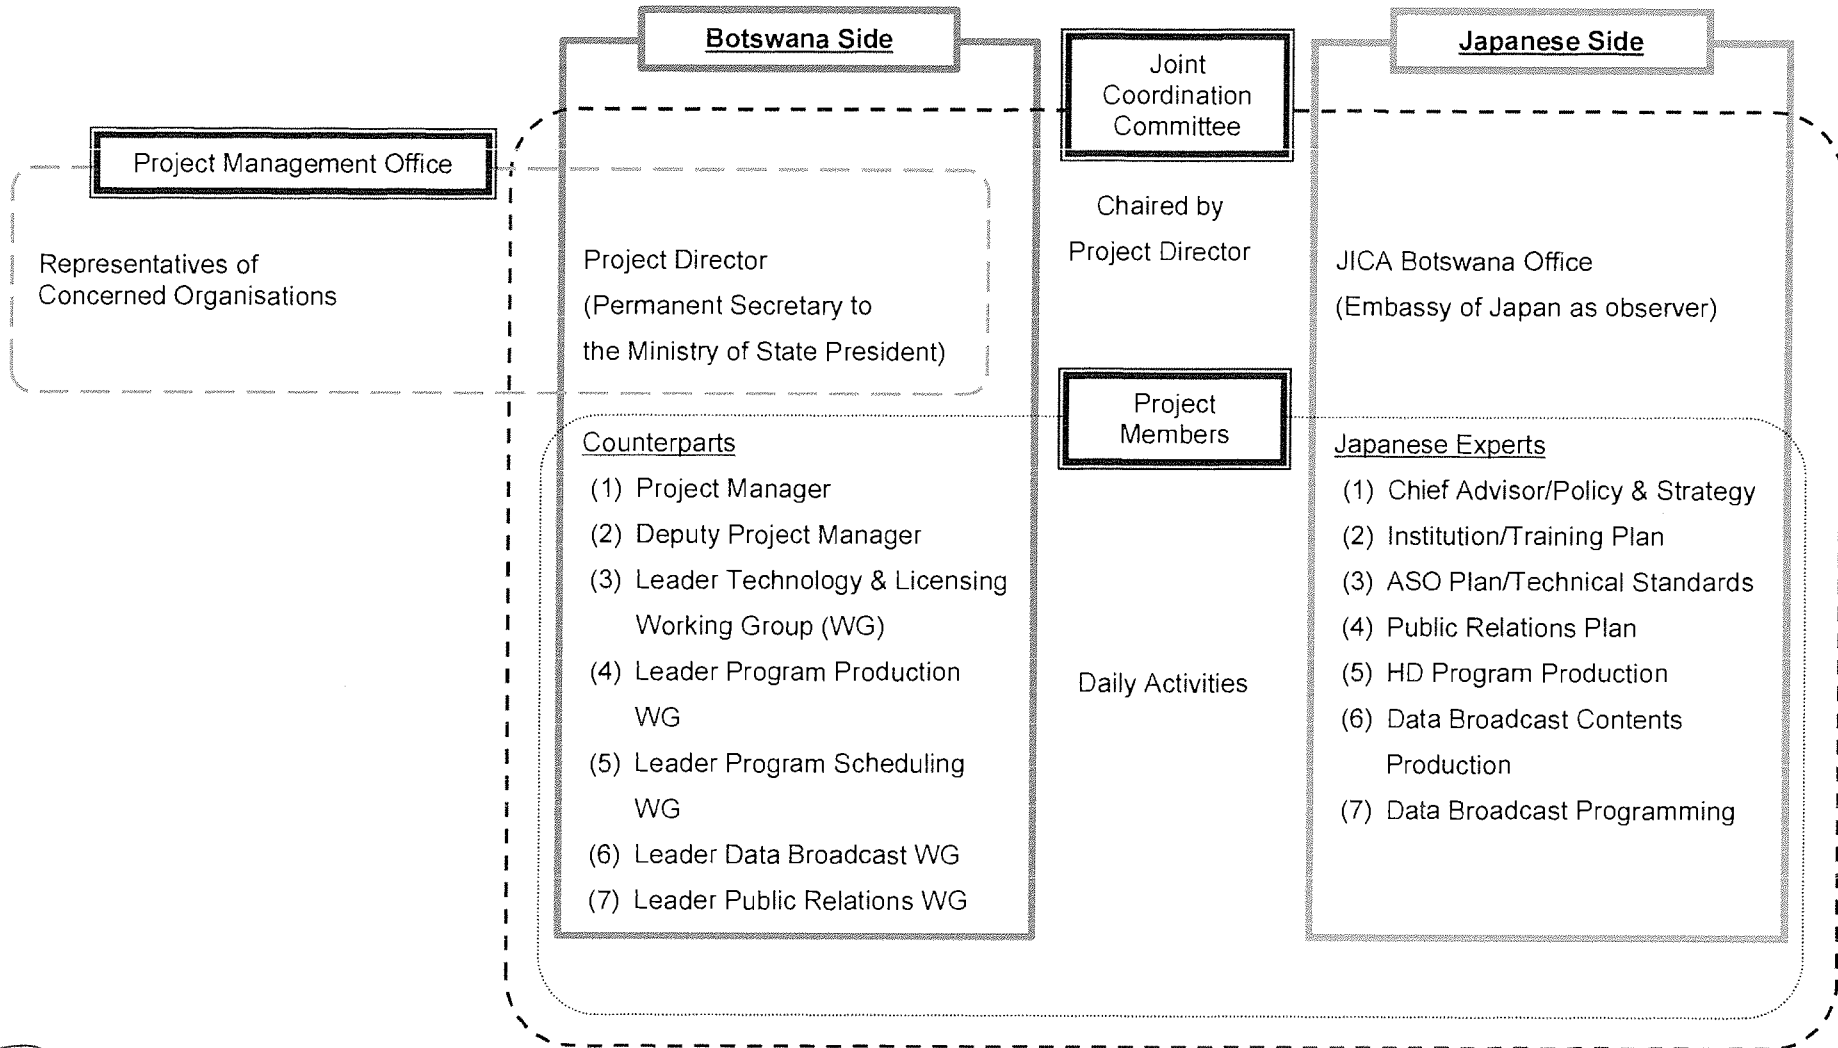 Botswana Side
Joint
Coordination
Committee
Japanese Side
Project Management Office
Chaired by
Project Director
Representatives of
Concerned Organisations
Project Director
(Permanent Secretary to
the Ministry of State President)
JICA Botswana Office
(Embassy of Japan as observer)
Project
Members
Counterparts
(1) Project Manager
(2) Deputy Project Manager
(3) Leader Technology & Licensing
Working Group (WG)
(4) Leader Program Production
WG
(5) Leader Program Scheduling
WG
(6) Leader Data Broadcast WG
(7) Leader Public Relations WG
Daily Activities
Japanese Experts
(1) Chief Advisor/Policy & Strategy
(2) Institution/Training Plan
(3) ASO Plan/Technical Standards
(4) Public Relations Plan
(5) HD Program Production
(6) Data Broadcast Contents
Production
(7) Data Broadcast Programming